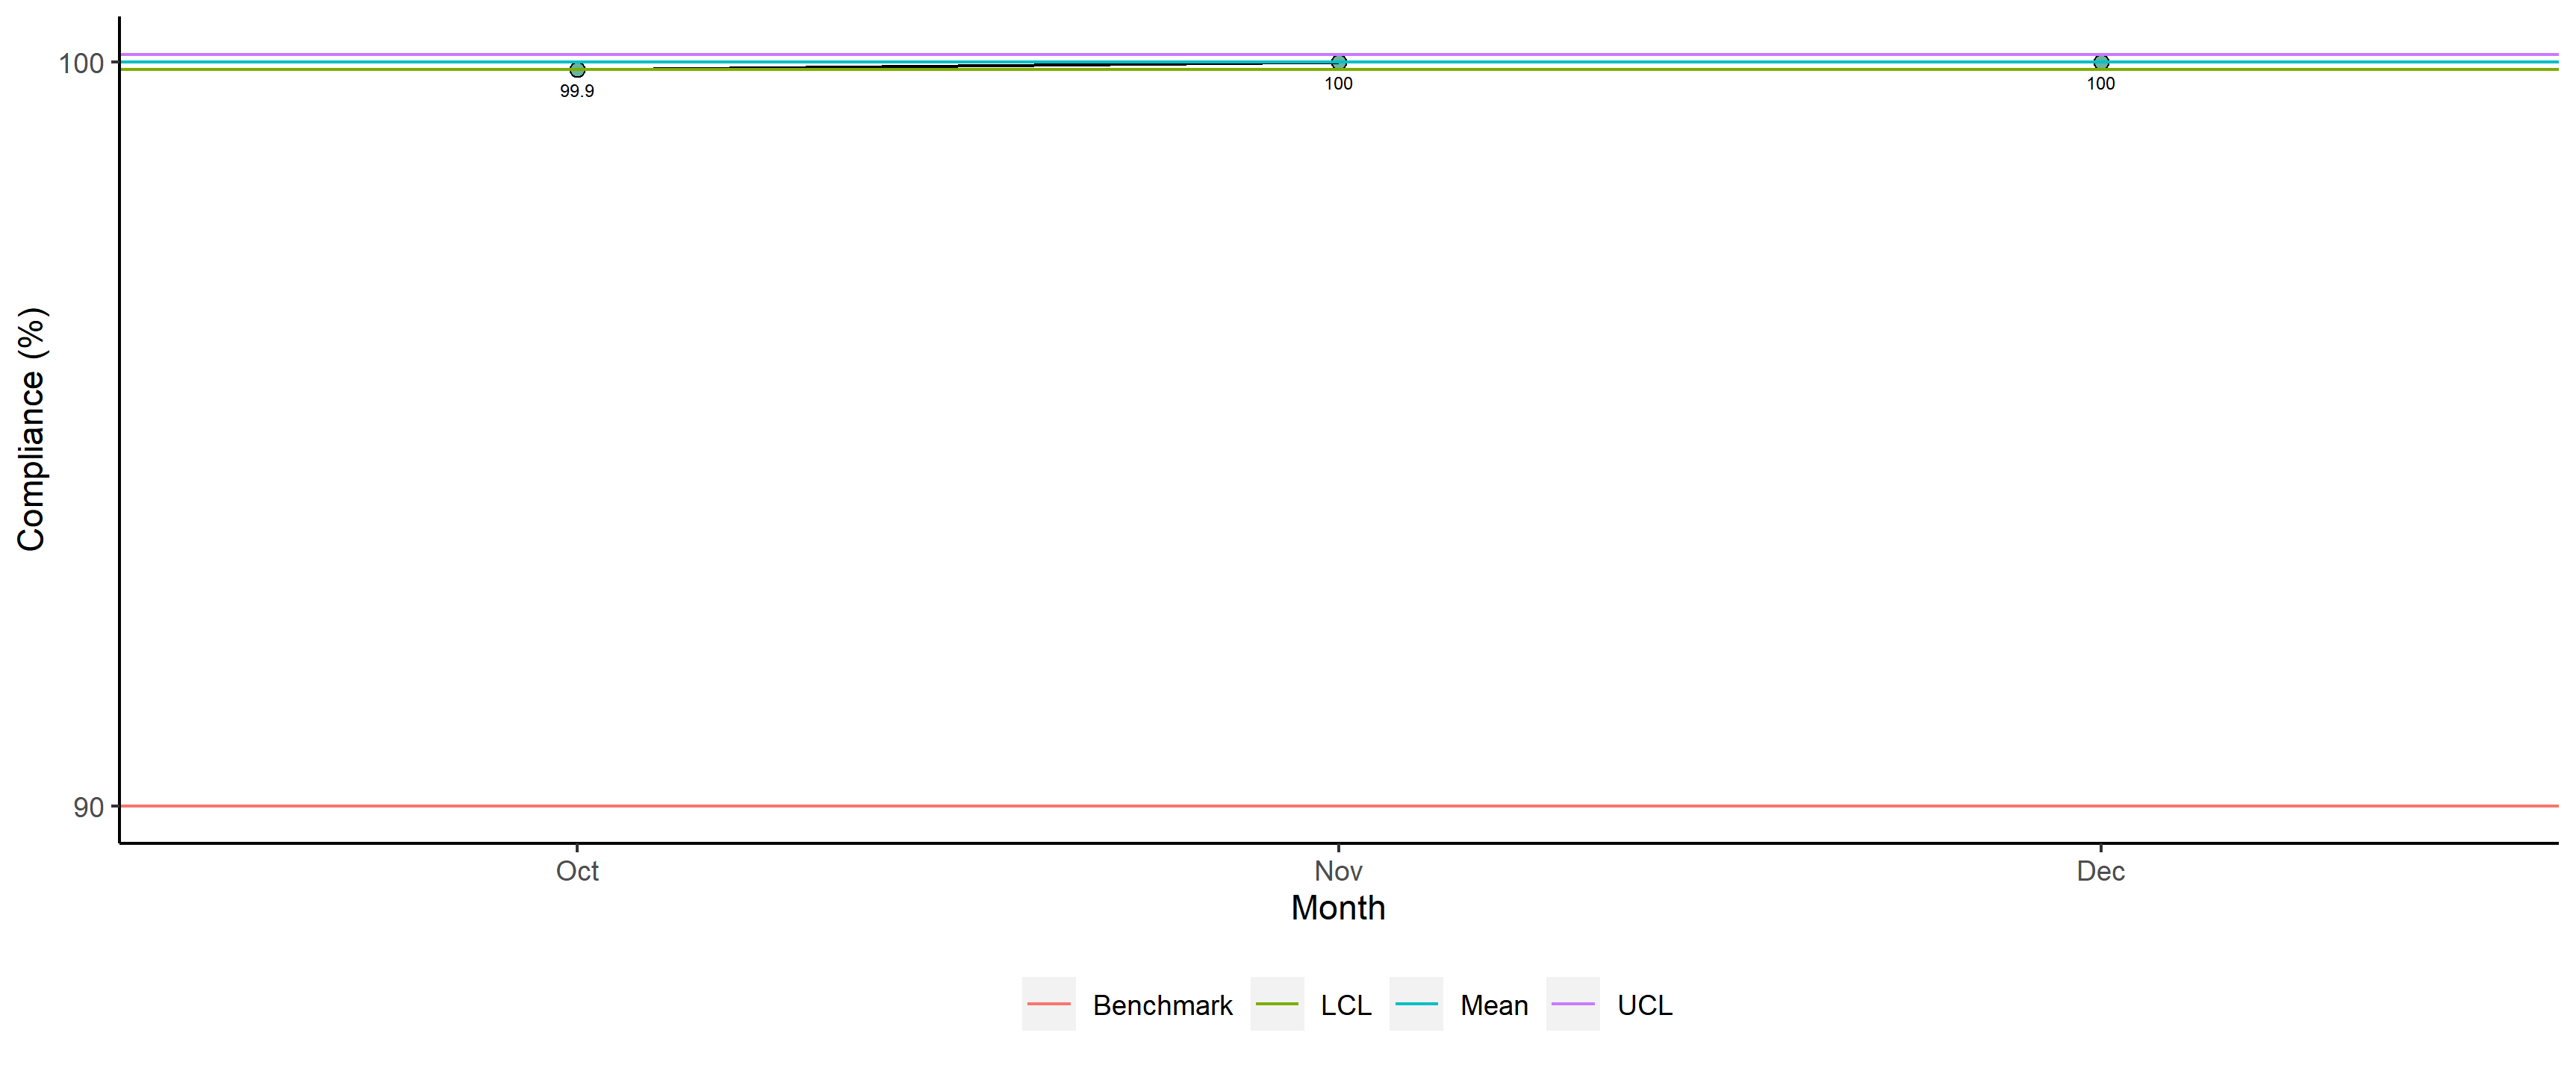 Compliance (%)
100
90
99.9
100
100
Oct
Nov
Dec
Month
Benchmark
LCL
Mean
UCL